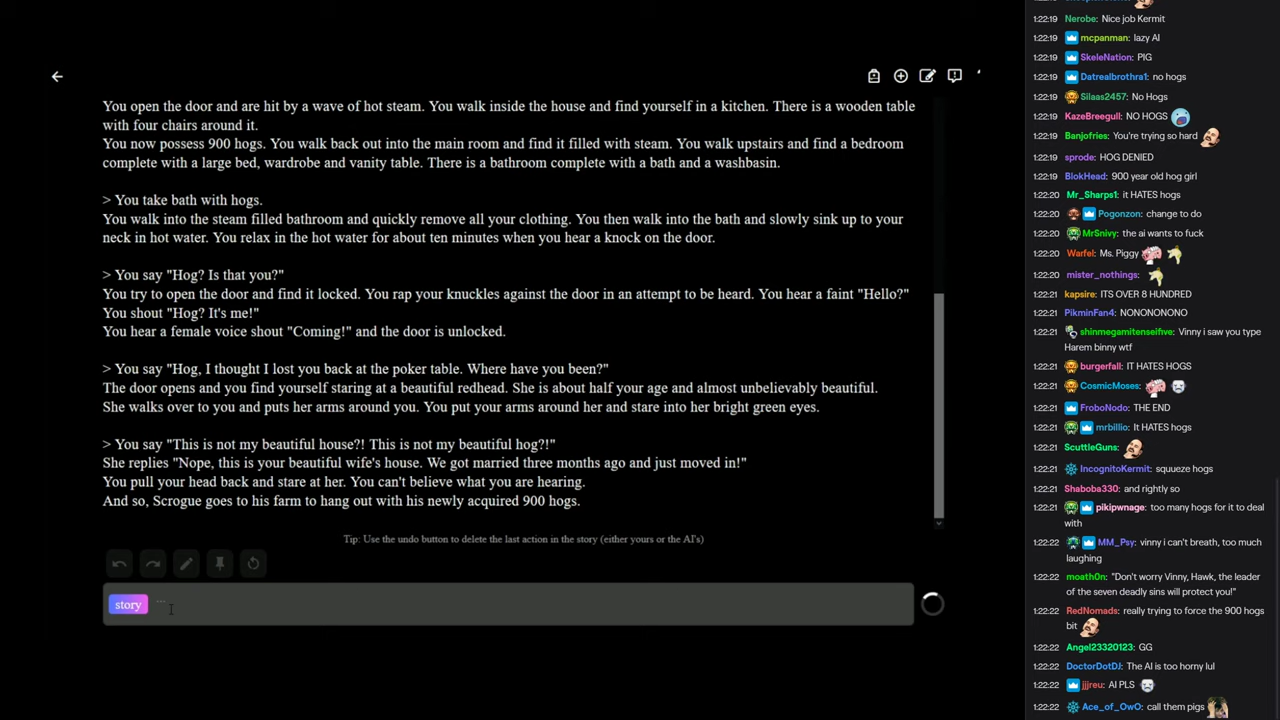 You open the door and are hit by a wave of hot steam. You walk inside the house and find yourself in a kitchen. There is a wooden table
with four chairs around it.
You now possess 900 hogs. You walk back out into the main room and find it filled with steam. You walk upstairs and find a bedroom
complete with a large bed, wardrobe and vanity table. There is a bathroom complete with a bath and a washbasin.
> You take bath with hogs.
You walk into the steam filled bathroom and quickly remove all your clothing. You then walk into the bath and slowly sink up to your
neck in hot water. You relax in the hot water for about ten minutes when you hear a knock on the door.
> You say "Hog? Is that you?"
You try to open the door and find it locked. You rap your knuckles against the door in an attempt to be heard. You hear a faint "Hello?"
You shout "Hog? It's me!"
You hear a female voice shout "Coming!" and the door is unlocked.
> You say "Hog, I thought I lost you back at the poker table. Where have you been?"
The door opens and you find yourself staring at a beautiful redhead. She is about half your age and almost unbelievably beautiful.
She walks over to you and puts her arms around you. You put your arms around her and stare into her bright green eyes.
> You say "This is not my beautiful house?! This is not my beautiful hog?!"
She replies "Nope, this is your beautiful wife's house. We got married three months ago and just moved in!"
You pull your head back and stare at her. You can't believe what you are hearing.
And so, Scrogue goes to his farm to hang out with his newly acquired 900 hogs.
Tip: Use the undo button to delete the last action in the story (either yours or the AI's)
story ...
1:22:19 Nerobe: Nice job Kermit
1:22:19 mcpanman: lazy AI
1:22:19 SkeleNation: PIG
1:22:19 Datrealbrothra1: no hogs
1:22:19 Silaas2457: No Hogs
1:22:19 KazeBreegull: NO HOGS
1:22:19 Banjofries: You're trying so hard
1:22:19 sprode: HOG DENIED
1:22:19 BlokHead: 900 year old hog girl
1:22:20 Mr_Sharps1: it HATES hogs
1:22:20 Pogonzon: change to do
1:22:20 MrSnivy: the ai wants to fuck
1:22:20 Warfel: Ms. Piggy
1:22:20 mister_nothings:
1:22:21 kapsire: ITS OVER 8 HUNDRED
1:22:21 PikminFan4: NONONONONO
1:22:21 shinmegamitenseifive: Vinny i saw you type
Harem binny wtf
1:22:21 burgerfall: IT HATES HOGS
1:22:21 CosmicMoses:
1:22:21 FroboNodo: THE END
1:22:21 mrbillio: It HATES hogs
1:22:21 ScuttleGuns:
1:22:21 IncognitoKermit: squueze hogs
1:22:21 Shaboba330: and rightly so
1:22:21 pikipwnage: too many hogs for it to deal
with
1:22:22 MM_Psy: vinny i can't breath, too much
laughing
1:22:22 moath0n: "Don't worry Vinny, Hawk, the leader
of the seven deadly sins will protect you!"
1:22:22 RedNomads: really trying to force the 900 hogs
bit
1:22:22 Angel23320123: GG
1:22:22 DoctorDotDJ: The AI is too horny lul
1:22:22 jjjreu: AI PLS
1:22:22 Ace_of_OwO: call them pigs